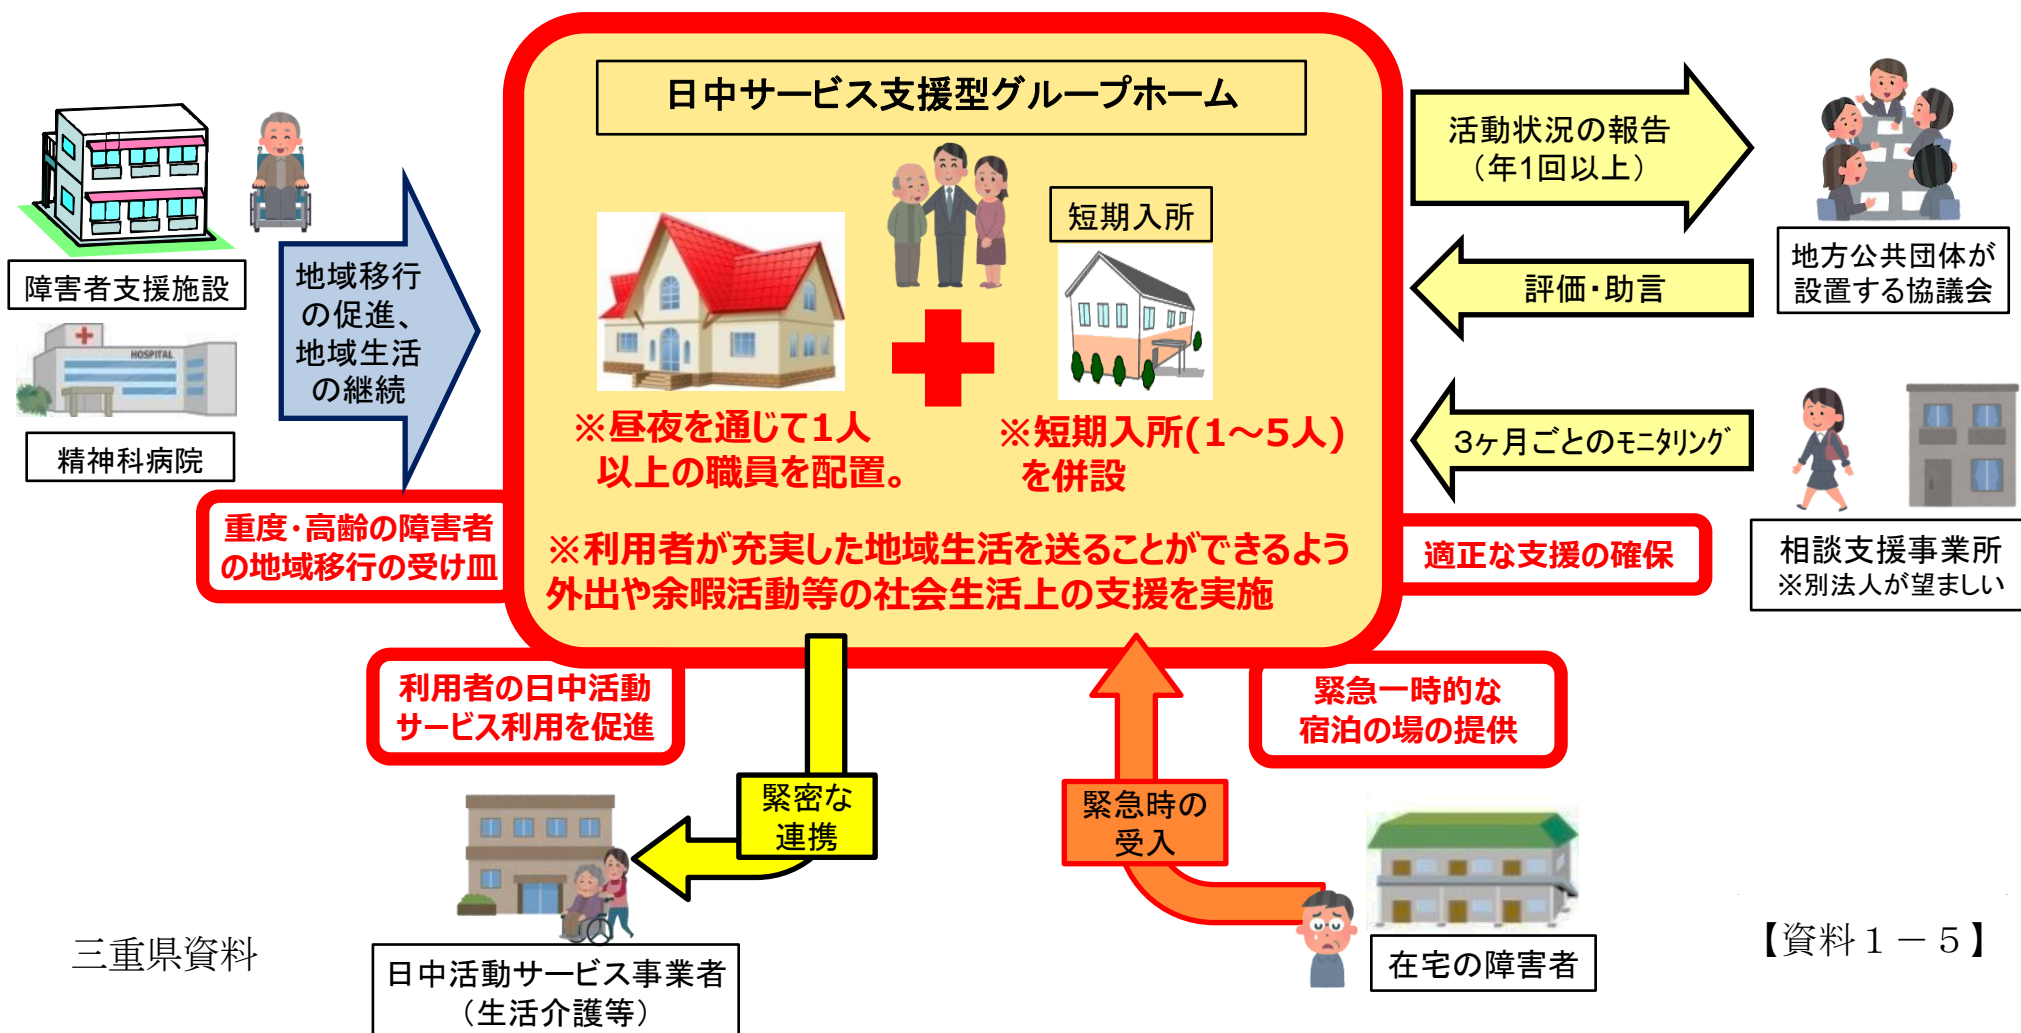 日中サービス支援型グループホーム
短期入所
※昼夜を通じて1人
以上の職員を配置。
※短期入所(1～5人)
を併設
※利用者が充実した地域生活を送ることができるよう
外出や余暇活動等の社会生活上の支援を実施
障害者支援施設
HOSPITAL
精神科病院
地域移行
の促進、
地域生活
の継続
重度・高齢の障害者
の地域移行の受け皿
活動状況の報告
（年1回以上）
評価・助言
地方公共団体が
設置する協議会
3ヶ月ごとのﾓﾆﾀﾘﾝｸﾞ
相談支援事業所
※別法人が望ましい
適正な支援の確保
利用者の日中活動
サービス利用を促進
緊密な
連携
日中活動サービス事業者
（生活介護等）
緊急一時的な
宿泊の場の提供
緊急時の
受入
在宅の障害者
三重県資料
【資料１－５】